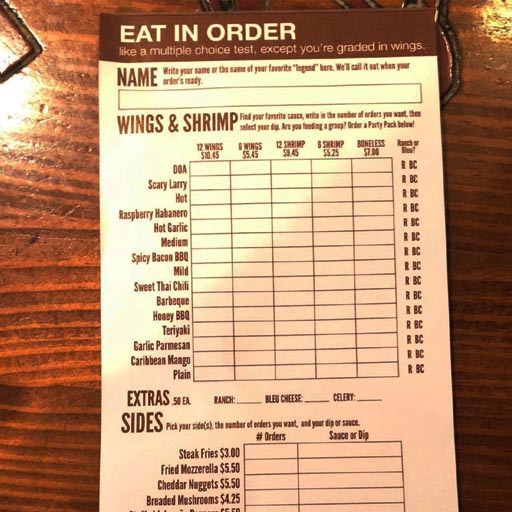 EAT IN ORDER
like a multiple choice test, except you're graded in wings.
NAME Write your name or the name of your favorite "legend" here. We'll call it out when your
order's ready.
WINGS & SHRIMP Find your favorite sauce, write in the number of orders you want, then
select your dip. Are you feeding a group? Order a Party Pack below!
12 WINGS 6 WINGS 12 SHRIMP 6 SHRIMP BONELESS Ranch or
$10.45 $5.45 $9.45 $5.25 $7.00 Bleu?
DOA R BC
Scary Larry R BC
Hot R BC
Raspberry Habanero R BC
Hot Garlic R BC
Medium R BC
Spicy Bacon BBQ R BC
Mild R BC
Sweet Thai Chili R BC
Barbeque R BC
Honey BBQ R BC
Teriyaki R BC
Garlic Parmesan R BC
Caribbean Mango R BC
Plain R BC
EXTRAS .50 EA. RANCH: BLEU CHEESE: CELERY:
SIDES Pick your side(s), the number of orders you want, and your dip or sauce.
# Orders Sauce or Dip
Steak Fries $3.00
Fried Mozzerella $5.50
Cheddar Nuggets $5.50
Breaded Mushrooms $4.25